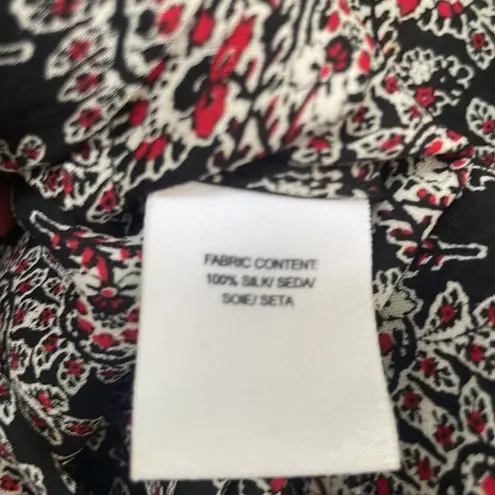 FABRIC CONTENT:
100% SILK/ SEDA/
SOIE/ SETA